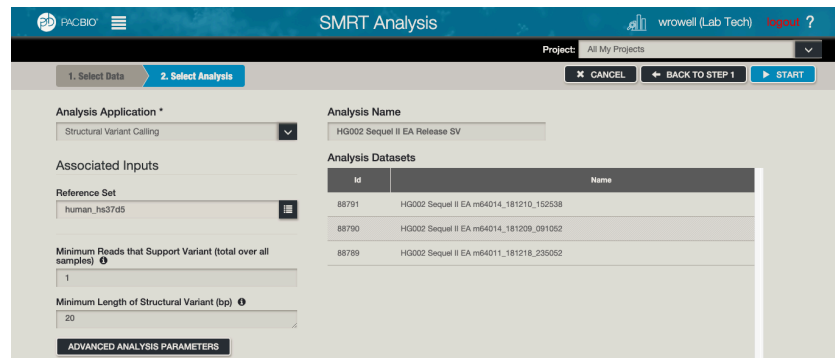 PACBIO®
SMRT Analysis
wrowell (Lab Tech)
logout
?
Project: All My Projects
1. Select Data
2. Select Analysis
✖ CANCEL
← BACK TO STEP 1
▶ START
Analysis Application *
Structural Variant Calling
Associated Inputs
Reference Set
human_hs37d5
Minimum Reads that Support Variant (total over all
samples)
1
Minimum Length of Structural Variant (bp)
20
ADVANCED ANALYSIS PARAMETERS
Analysis Name
HG002 Sequel II EA Release SV
Analysis Datasets
Id Name
88791 HG002 Sequel II EA m64014_181210_152538
88790 HG002 Sequel II EA m64014_181209_091052
88789 HG002 Sequel II EA m64011_181218_235052